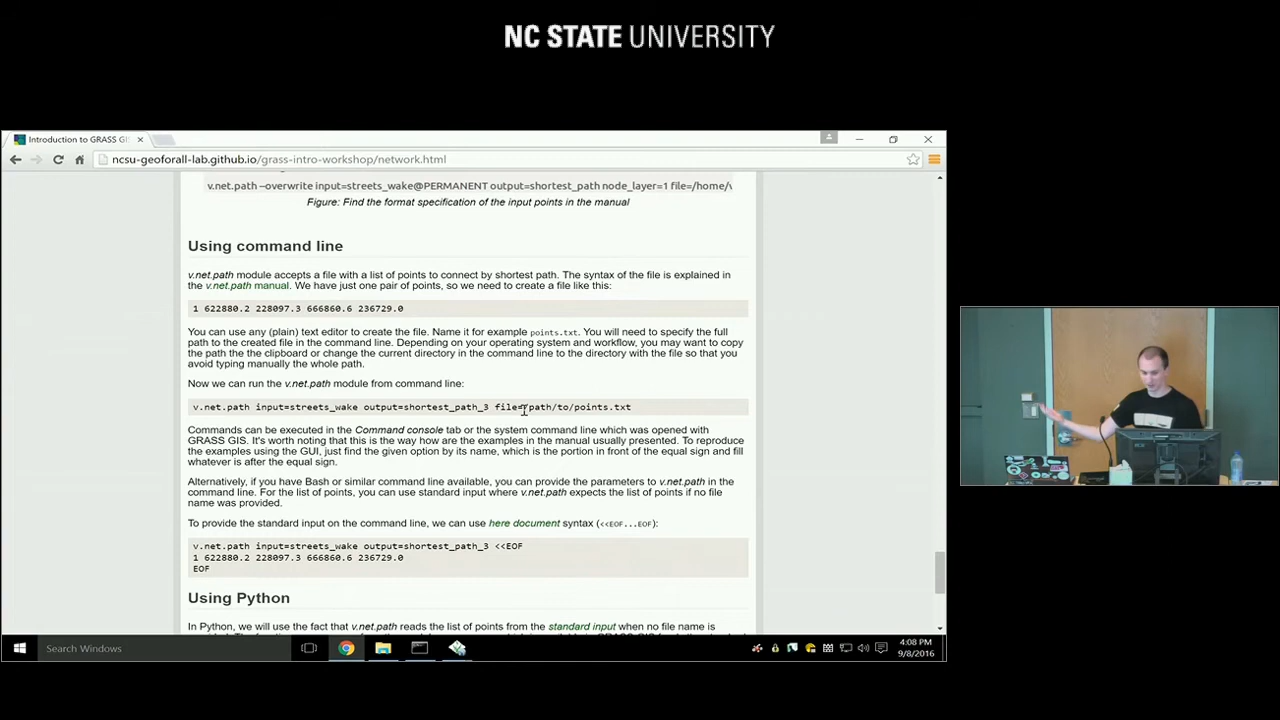 NC STATE UNIVERSITY
Introduction to GRASS GI
ncsu-geoforall-lab.github.io/grass-intro-workshop/network.html
v.net.path --overwrite input=streets_wake@PERMANENT output=shortest_path node_layer=1 file=/home/v
Figure: Find the format specification of the input points in the manual
Using command line
v.net.path module accepts a file with a list of points to connect by shortest path. The syntax of the file is explained in
the v.net.path manual. We have just one pair of points, so we need to create a file like this:
1 622880.2 228097.3 666860.6 236729.0
You can use any (plain) text editor to create the file. Name it for example points.txt. You will need to specify the full
path to the created file in the command line. Depending on your operating system and workflow, you may want to copy
the path the the clipboard or change the current directory in the command line to the directory with the file so that you
avoid typing manually the whole path.
Now we can run the v.net.path module from command line:
v.net.path input=streets_wake output=shortest_path_3 file=/path/to/points.txt
Commands can be executed in the Command console tab or the system command line which was opened with
GRASS GIS. It's worth noting that this is the way how are the examples in the manual usually presented. To reproduce
the examples using the GUI, just find the given option by its name, which is the portion in front of the equal sign and fill
whatever is after the equal sign.
Alternatively, if you have Bash or similar command line available, you can provide the parameters to v.net.path in the
command line. For the list of points, you can use standard input where v.net.path expects the list of points if no file
name was provided.
To provide the standard input on the command line, we can use here document syntax (<<EOF...EOF):
v.net.path input=streets_wake output=shortest_path_3 <<EOF
1 622880.2 228097.3 666860.6 236729.0
EOF
Using Python
In Python, we will use the fact that v.net.path reads the list of points from the standard input when no file name is
Search Windows
4:08 PM
9/8/2016